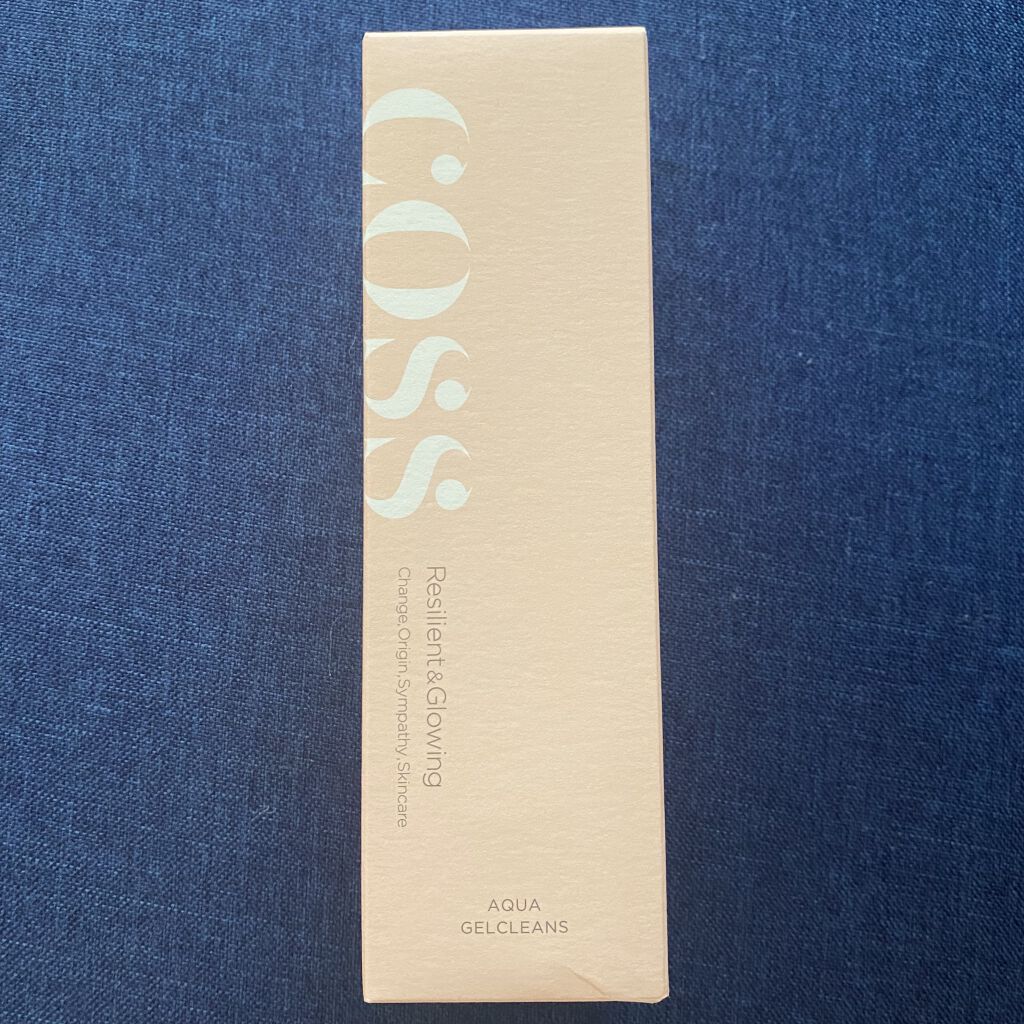 COSS
Resilient&Glowing
Change,Origin,Sympathy,Skincare
AQUA
GELCLEANS